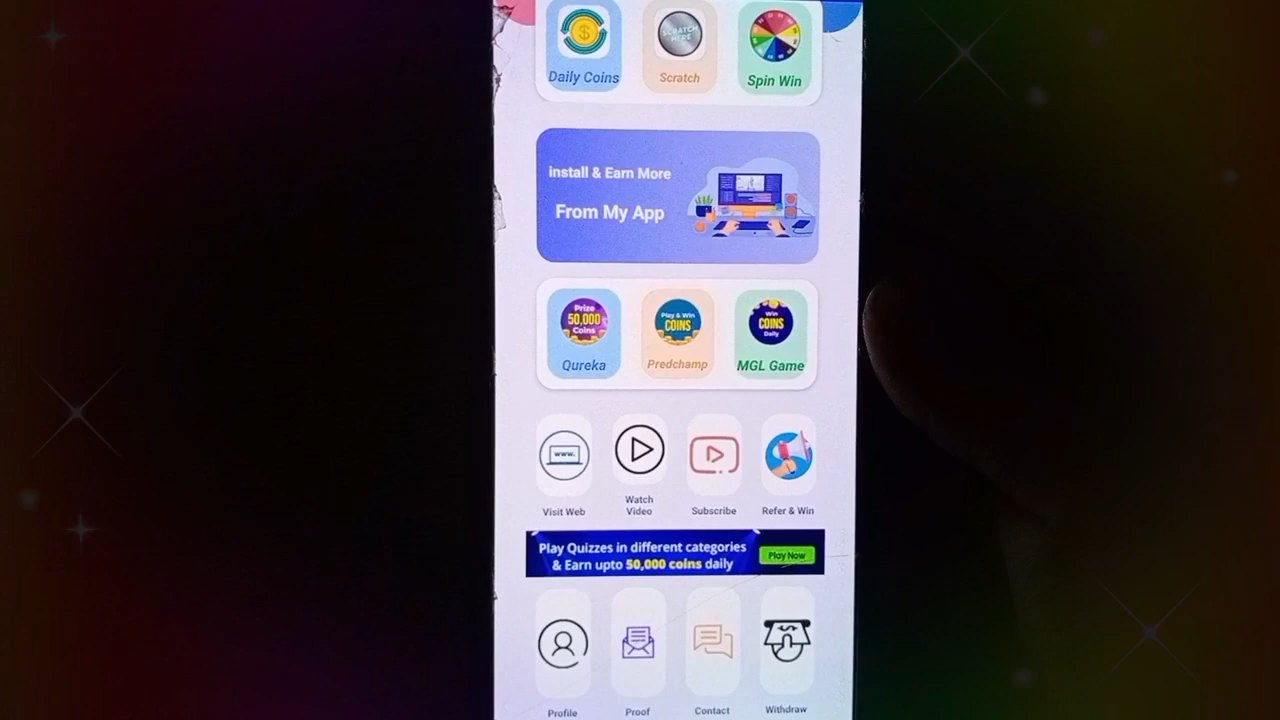 SCRATCH
HERE
Daily Coins
Scratch
Spin Win
install & Earn More
From My App
Prize
50,000
Coins
Play & Win
COINS
Win
COINS
Daily
Qureka
Predchamp
MGL Game
www.
Visit Web
Watch
Video
Subscribe
Refer & Win
Play Quizzes in different categories
& Earn upto 50,000 coins daily
Play Now
Profile
Proof
Contact
Withdraw